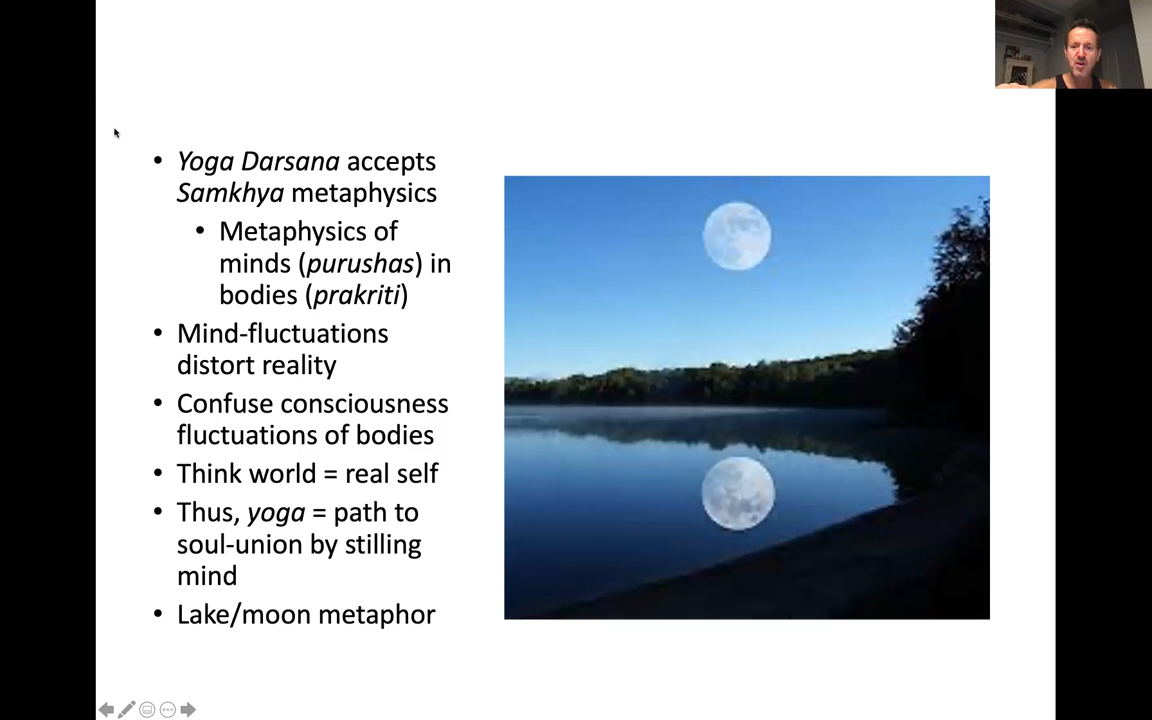 • Yoga Darsana accepts
Samkhya metaphysics
• Metaphysics of
minds (purushas) in
bodies (prakriti)
• Mind-fluctuations
distort reality
• Confuse consciousness
fluctuations of bodies
• Think world = real self
• Thus, yoga = path to
soul-union by stilling
mind
• Lake/moon metaphor